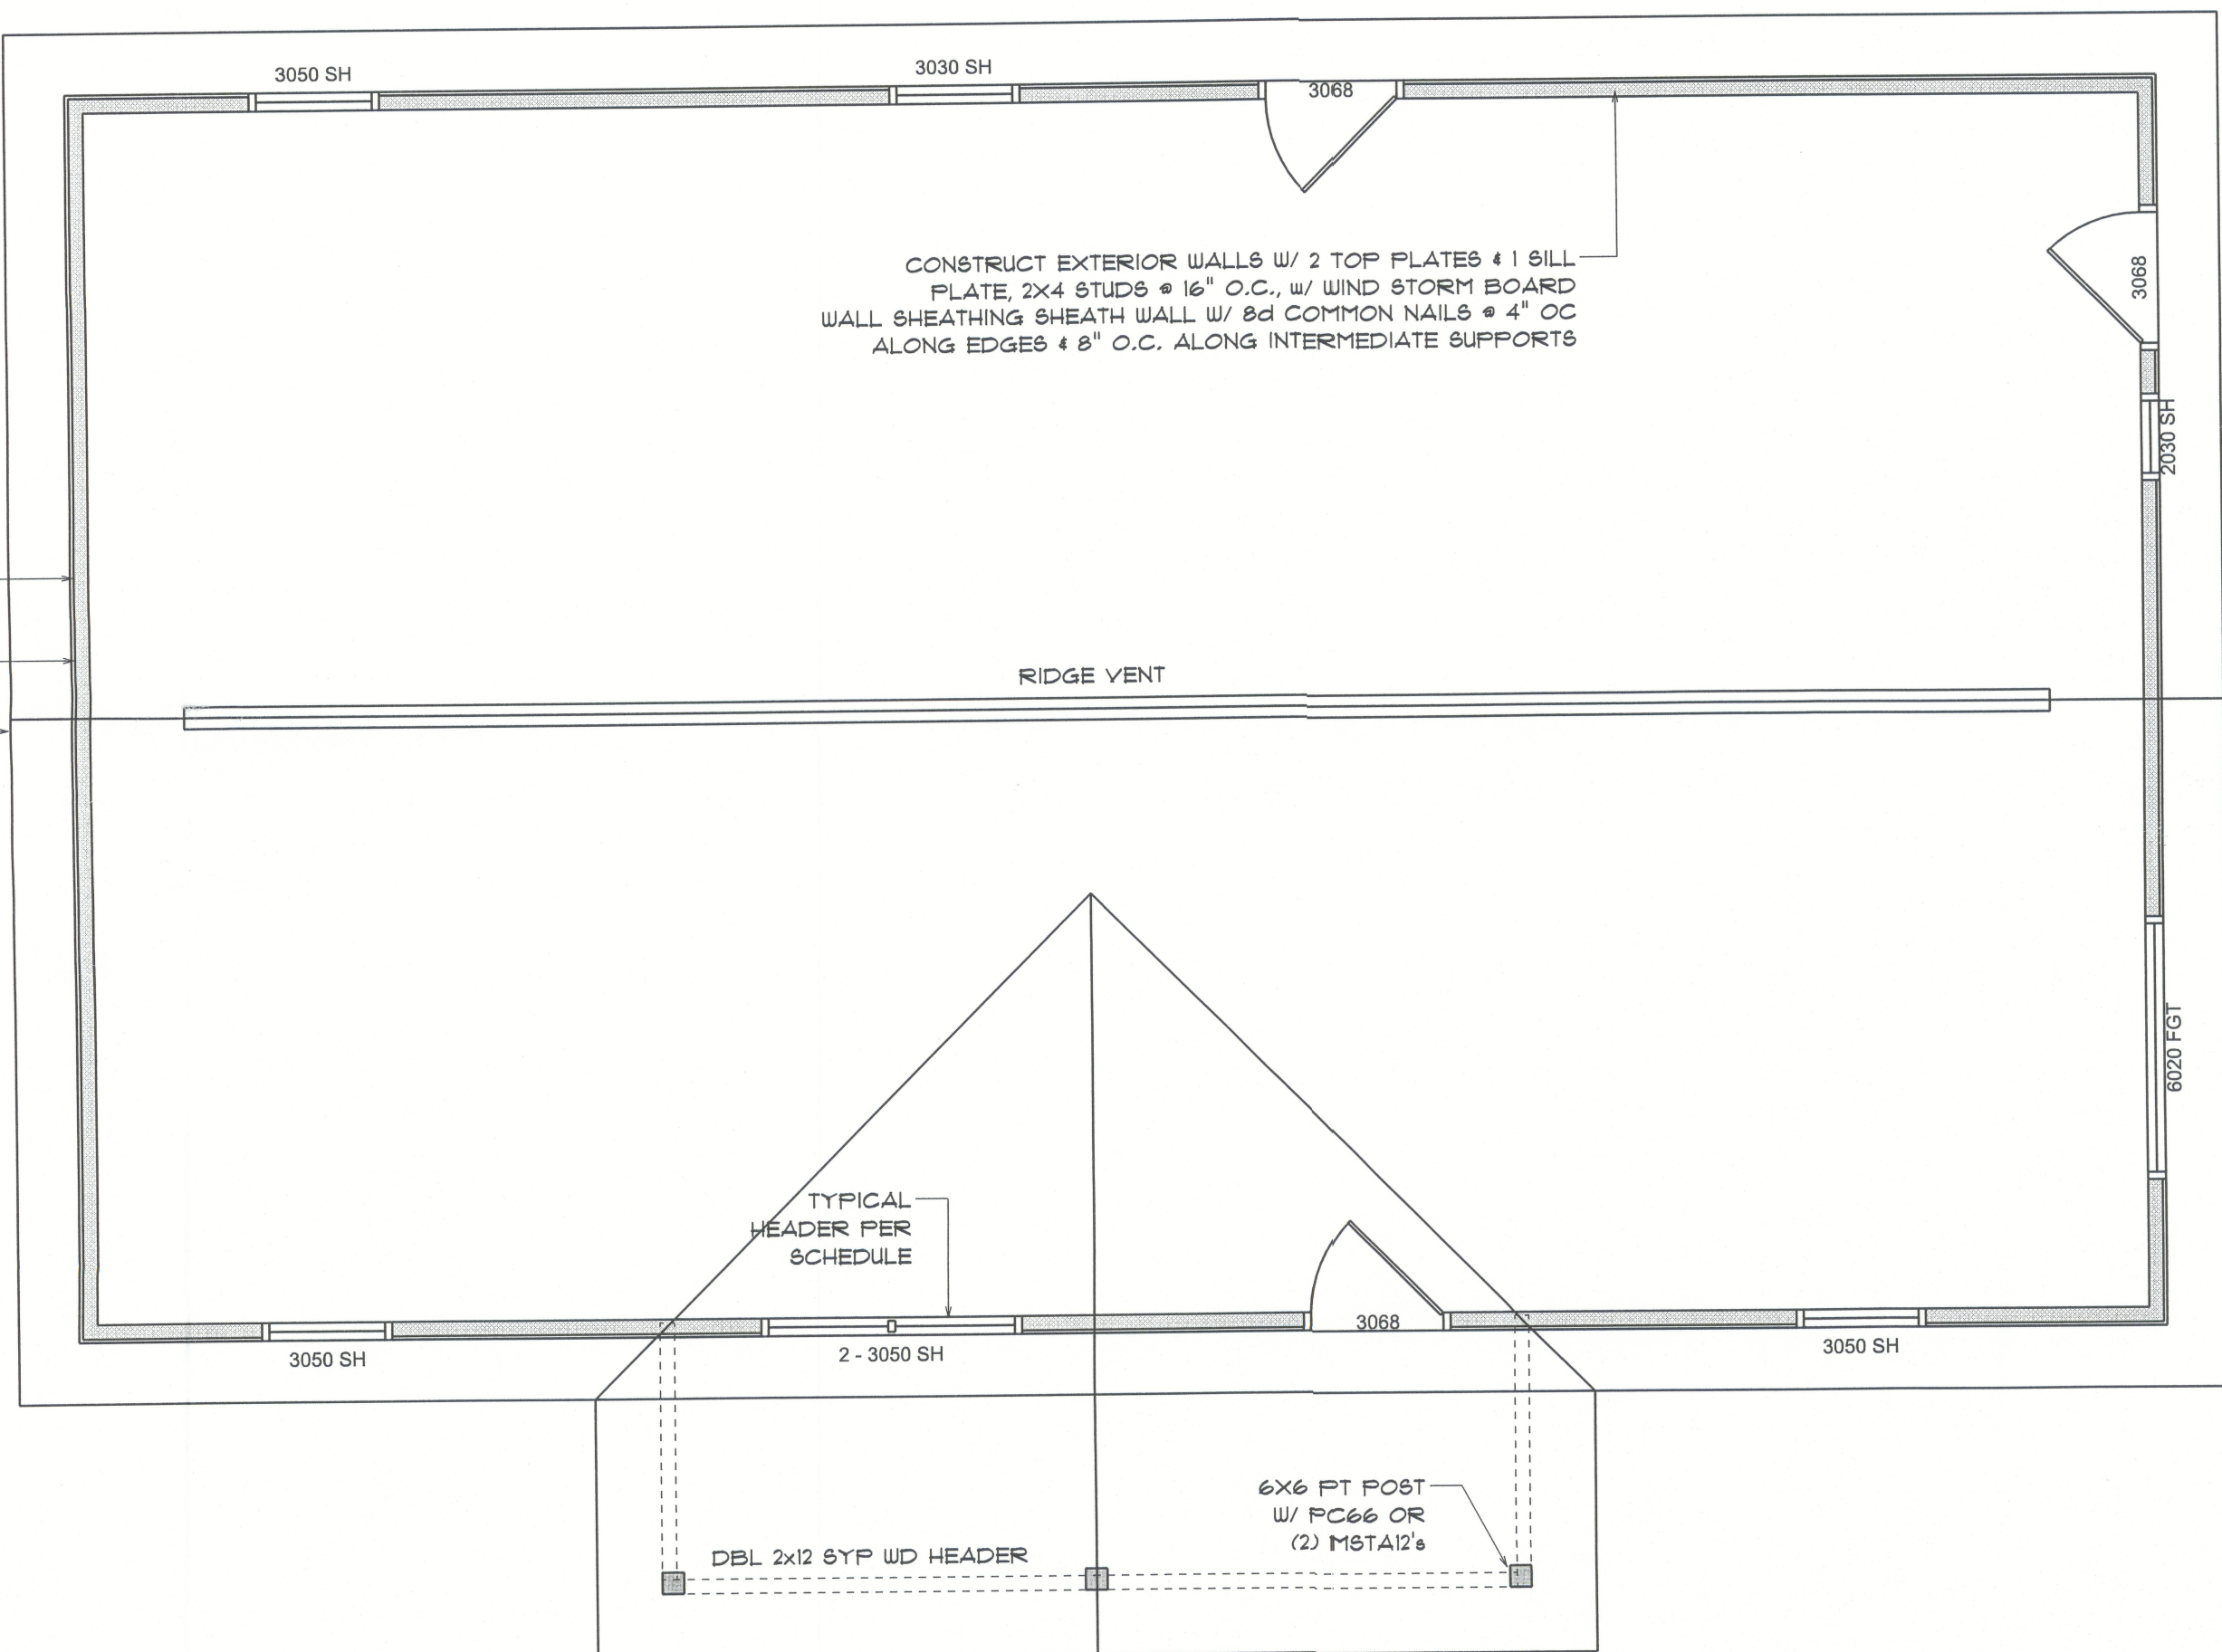 3050 SH
3030 SH
3068
CONSTRUCT EXTERIOR WALLS W/ 2 TOP PLATES & 1 SILL
PLATE, 2X4 STUDS @ 16" O.C., w/ WIND STORM BOARD
WALL SHEATHING SHEATH WALL W/ 8d COMMON NAILS @ 4" OC
ALONG EDGES & 8" O.C. ALONG INTERMEDIATE SUPPORTS
3068
2030 SH
RIDGE VENT
6020 FGT
TYPICAL
HEADER PER
SCHEDULE
3068
3050 SH
2 - 3050 SH
3050 SH
6X6 PT POST
W/ PC66 OR
(2) MSTA12's
DBL 2x12 SYP WD HEADER